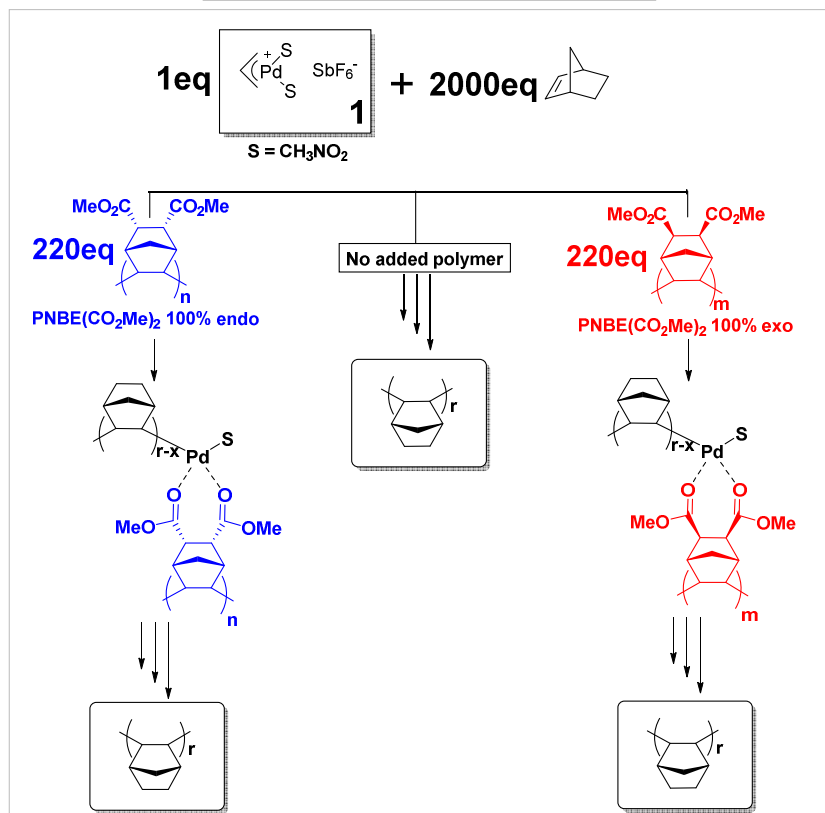 1eq
+
Pd
S
S
SbF6-
1
+ 2000eq
S = CH3NO2
MeO2C
CO2Me
220eq
n
PNBE(CO2Me)2 100% endo
No added polymer
MeO2C
CO2Me
220eq
m
PNBE(CO2Me)2 100% exo
r
r-x
Pd
S
O
O
MeO
OMe
n
r-x
Pd
S
O
O
MeO
OMe
m
r
r